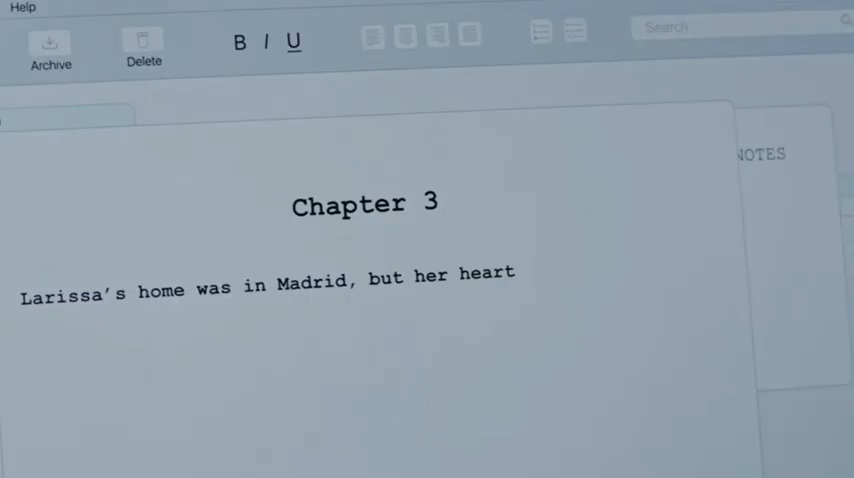 Help
Archive
Delete
B I U
Search
NOTES
Chapter 3
Larissa's home was in Madrid, but her heart